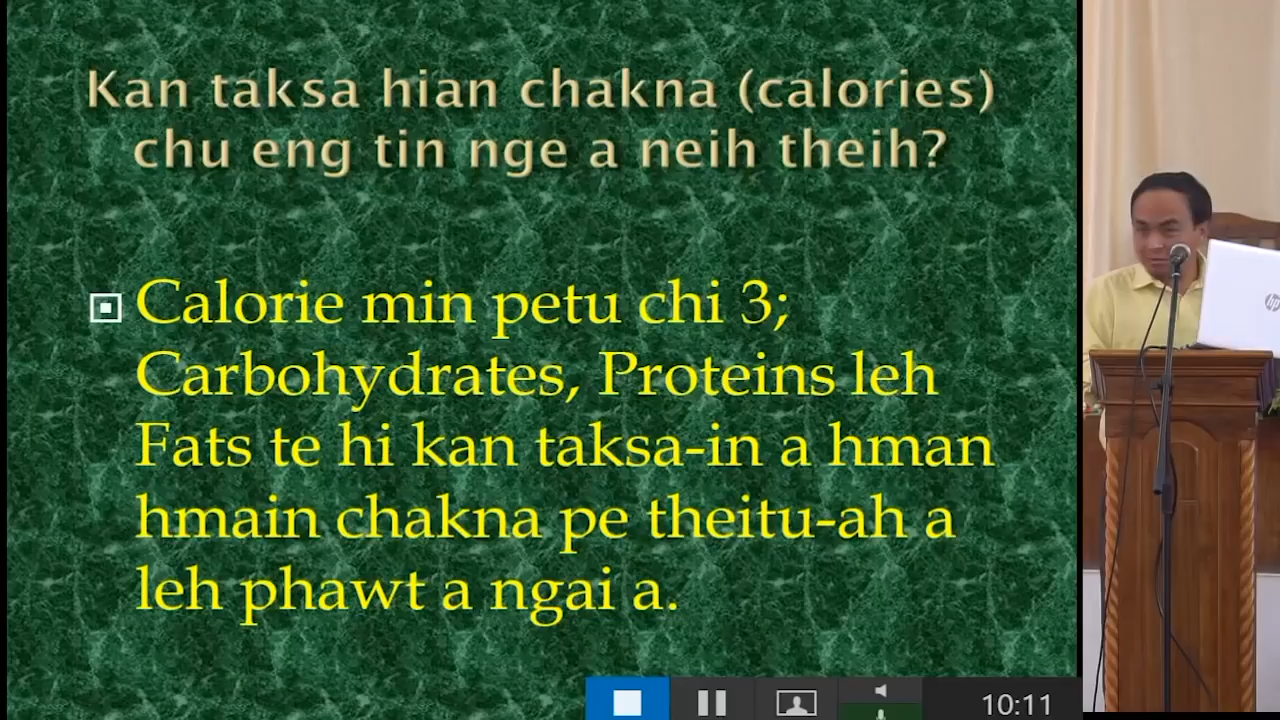 Kan taksa hian chakna (calories)
chu eng tin nge a neih theih?
Calorie min petu chi 3;
Carbohydrates, Proteins leh
Fats te hi kan taksa-in a hman
hmain chakna pe theitu-ah a
leh phawt a ngai a.
10:11
hp